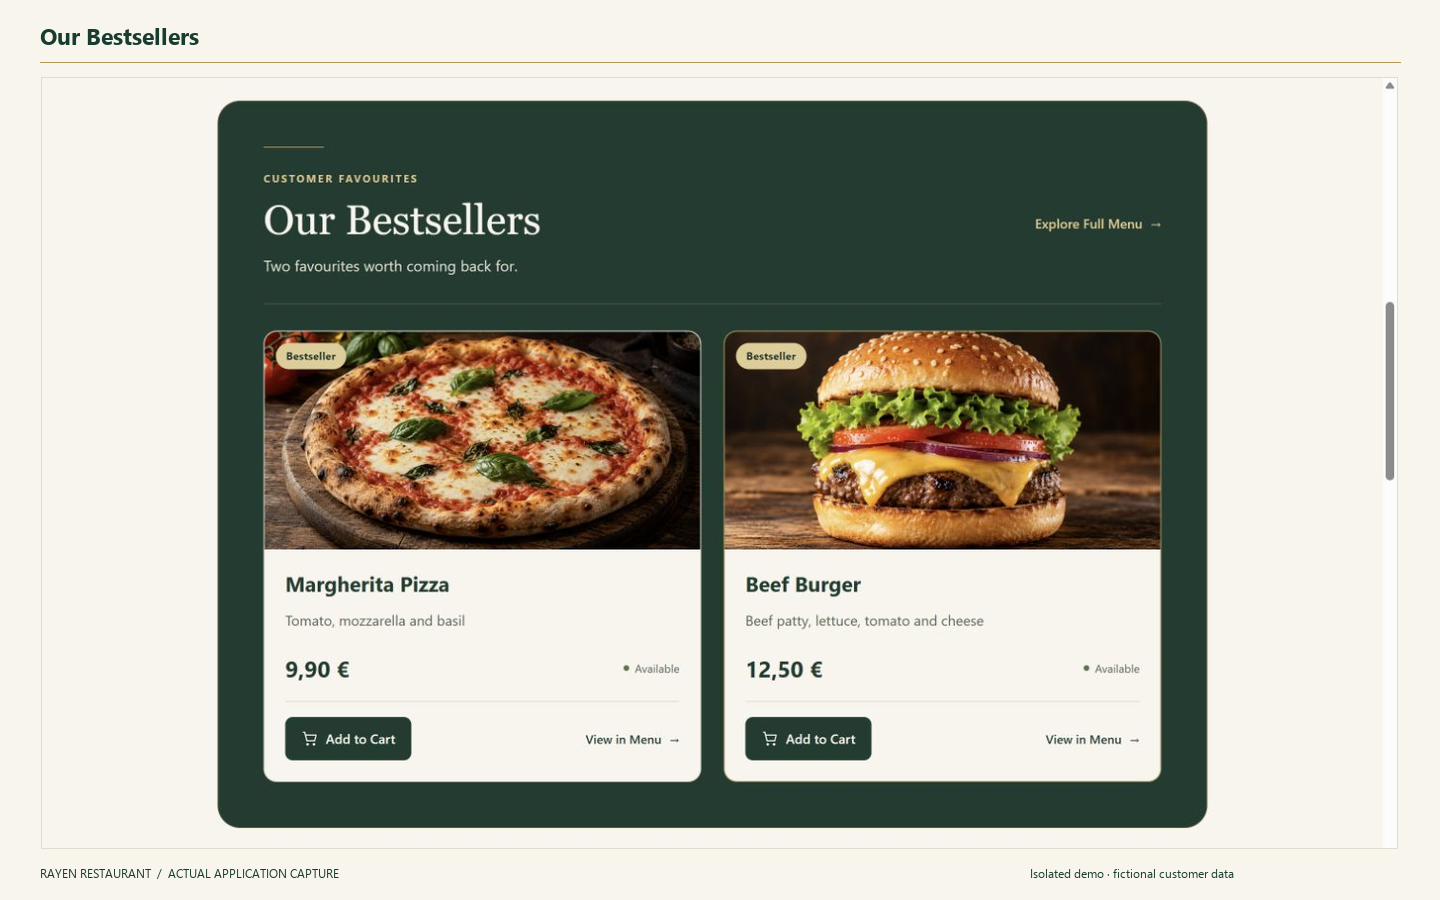 Our Bestsellers
CUSTOMER FAVOURITES
Our Bestsellers
Explore Full Menu →
Two favourites worth coming back for.
Bestseller
Margherita Pizza
Tomato, mozzarella and basil
9,90 €
Available
Add to Cart
View in Menu →
Bestseller
Beef Burger
Beef patty, lettuce, tomato and cheese
12,50 €
Available
Add to Cart
View in Menu →
RAYEN RESTAURANT / ACTUAL APPLICATION CAPTURE
Isolated demo · fictional customer data